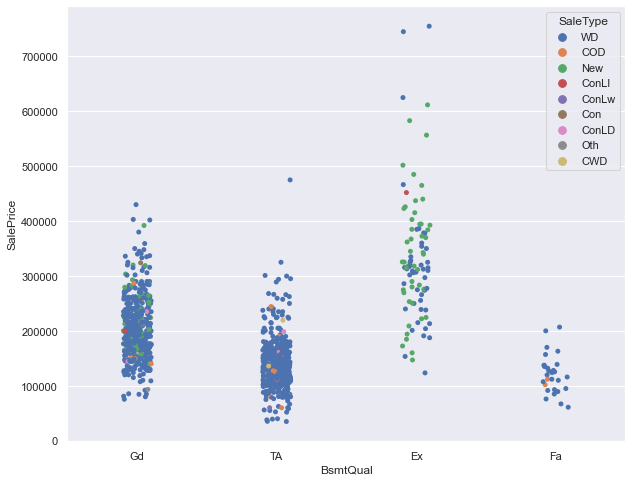 SaleType
WD
COD
New
ConLI
ConLw
Con
ConLD
Oth
CWD
700000
600000
500000
400000
300000
200000
100000
0
SalePrice
Gd
TA
Ex
Fa
BsmtQual